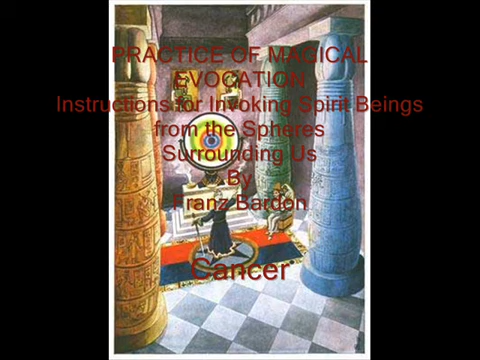 PRACTICE OF MAGICAL
EVOCATION
Instructions for Invoking Spirit Beings
from the Spheres
Surrounding Us
By
Franz Bardon
Cancer